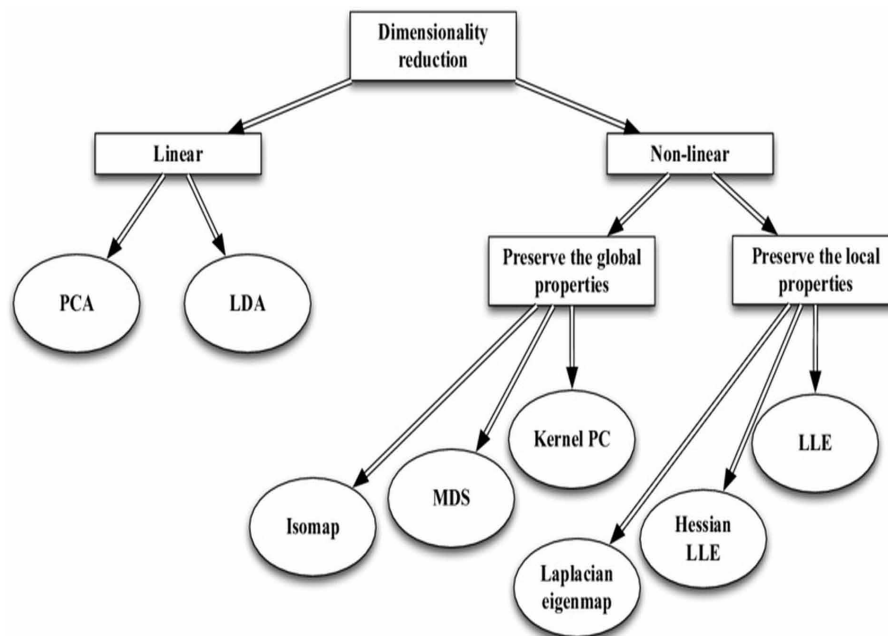 Dimensionality
reduction
Linear
Non-linear
Preserve the global
properties
Preserve the local
properties
PCA
LDA
Kernel PC
LLE
MDS
Isomap
Hessian
LLE
Laplacian
eigenmap